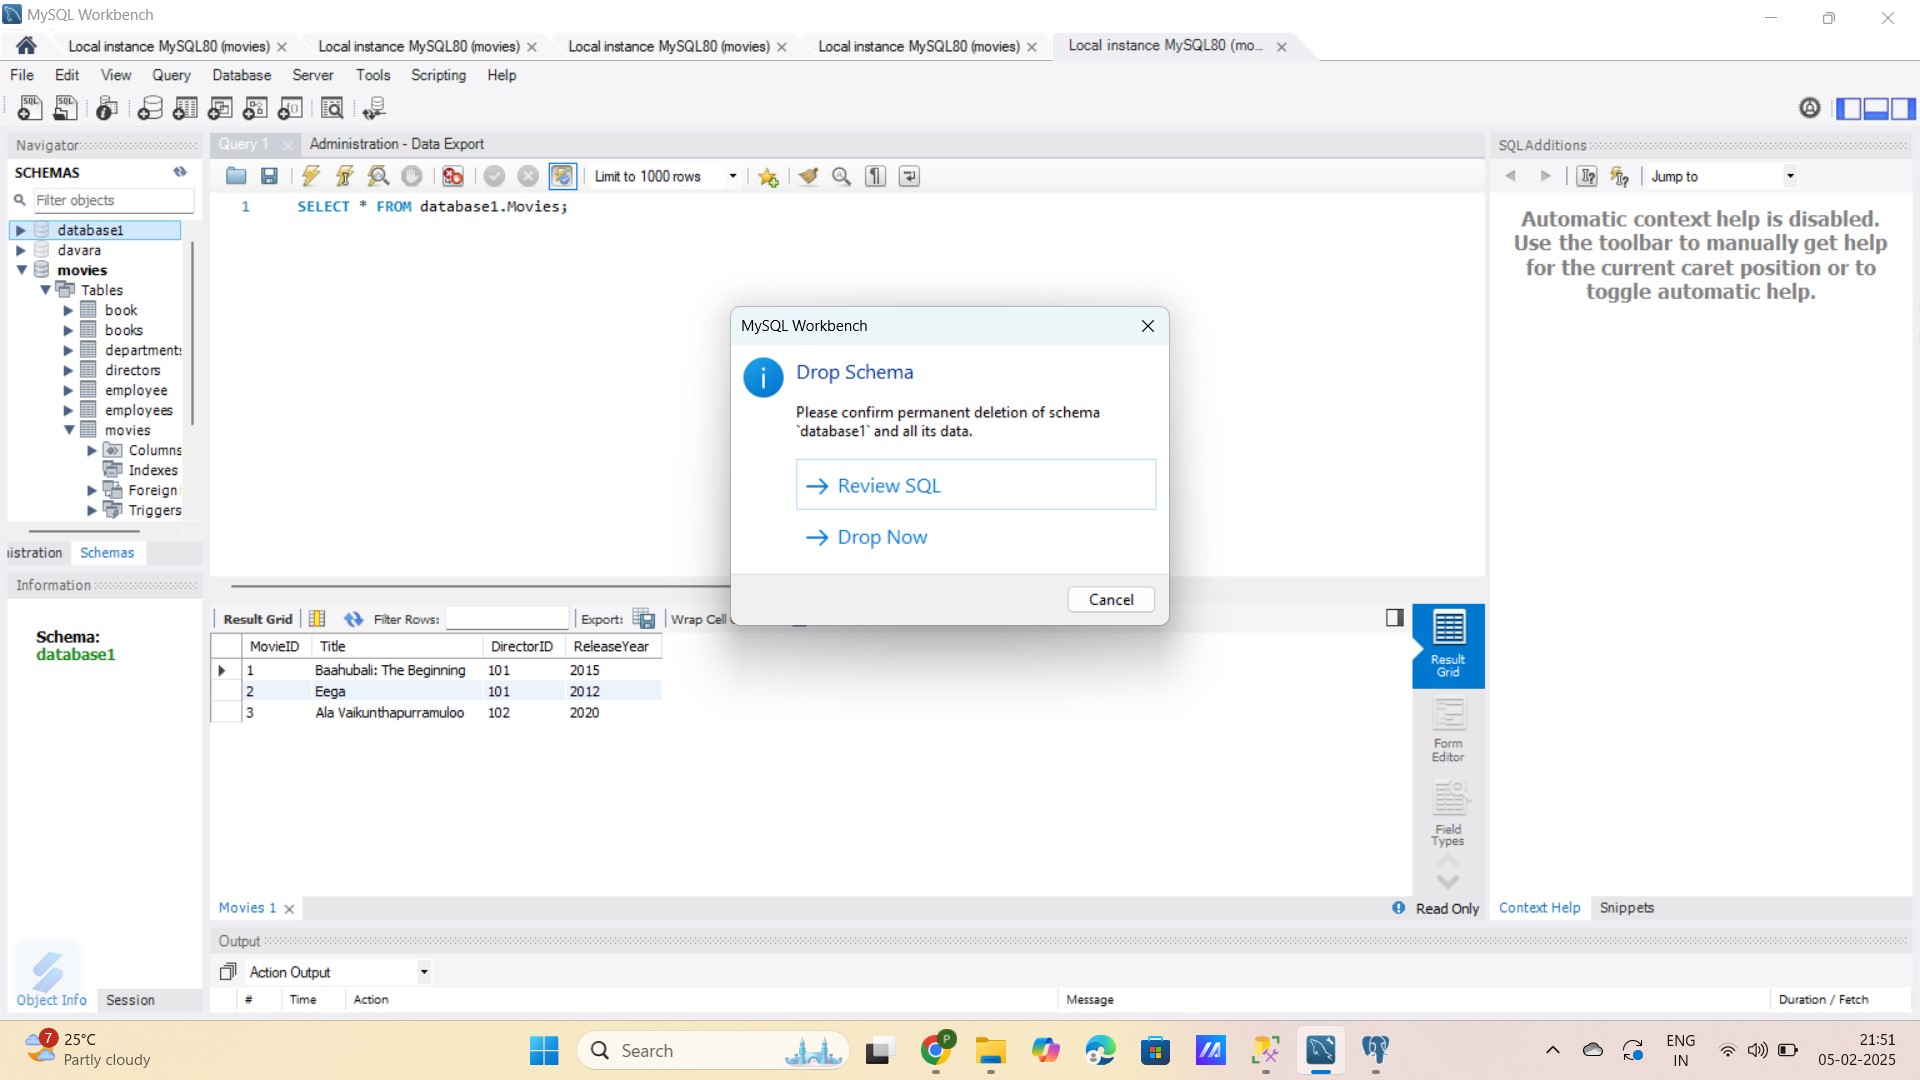 MySQL Workbench
Local instance MySQL80 (movies)
Local instance MySQL80 (movies)
Local instance MySQL80 (movies)
Local instance MySQL80 (movies)
Local instance MySQL80 (mo...
File Edit View Query Database Server Tools Scripting Help
Navigator
SCHEMAS
Filter objects
database1
davara
movies
Tables
book
books
departments
directors
employee
employees
movies
Columns
Indexes
Foreign
Triggers
istration
Schemas
Information
Schema:
database1
Object Info
Session
Query 1
Administration - Data Export
Limit to 1000 rows
1 SELECT * FROM database1.Movies;
MySQL Workbench
Drop Schema
Please confirm permanent deletion of schema
`database1` and all its data.
Review SQL
Drop Now
Cancel
Result Grid
Filter Rows:
Export:
Wrap Cell
MovieID Title DirectorID ReleaseYear
1 Baahubali: The Beginning 101 2015
2 Eega 101 2012
3 Ala Vaikunthapurramuloo 102 2020
Result
Grid
Form
Editor
Field
Types
Movies 1
Read Only
SQLAdditions
Jump to
Automatic context help is disabled.
Use the toolbar to manually get help
for the current caret position or to
toggle automatic help.
Context Help
Snippets
Output
Action Output
# Time Action Message Duration / Fetch
7
25°C
Partly cloudy
Search
P
ENG
IN
21:51
05-02-2025